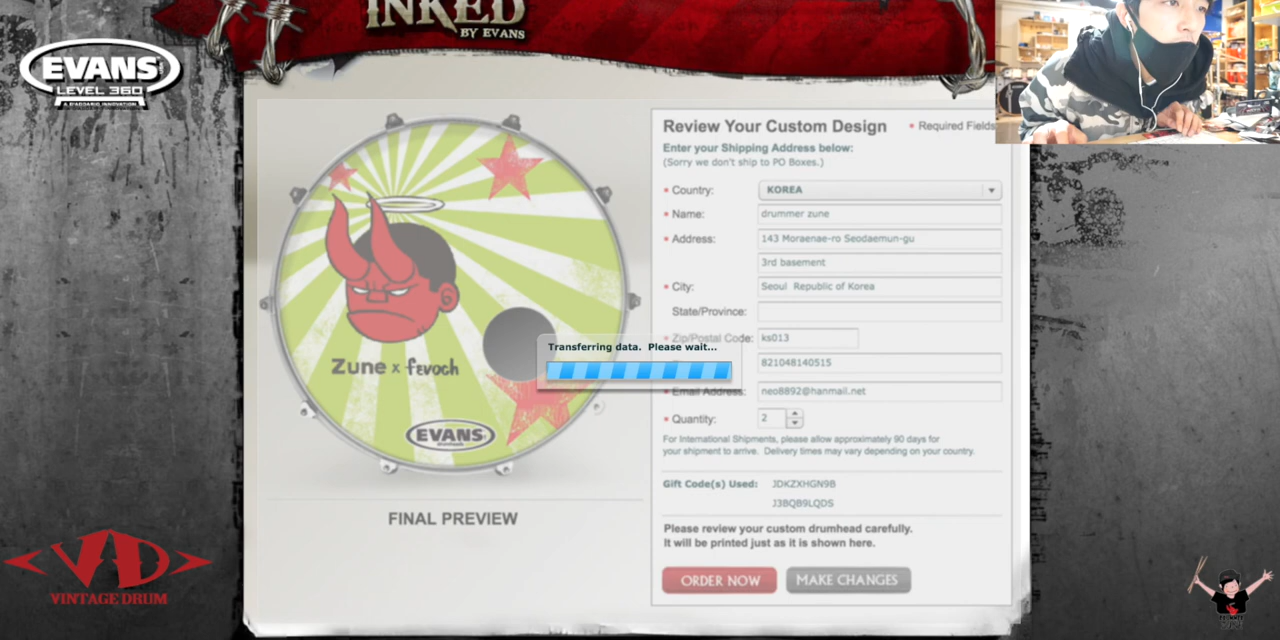 INKED
BY EVANS
EVANS
LEVEL 360
A D'ADDARIO INNOVATION
Review Your Custom Design
* Required Fields
Enter your Shipping Address below:
(Sorry we don't ship to PO Boxes.)
* Country: KOREA
* Name: drummer zune
* Address: 143 Moraenae-ro Seodaemun-gu
3rd basement
* City: Seoul Republic of Korea
State/Province:
* Zip/Postal Code: ks013
Transferring data. Please wait...
821048140515
* Email Address: neo8892@hanmail.net
* Quantity: 2
For International Shipments, please allow approximately 90 days for
your shipment to arrive. Delivery times may vary depending on your country.
Gift Code(s) Used: JDKZXHGN9B
J3BQB9LQDS
Please review your custom drumhead carefully.
It will be printed just as it is shown here.
ORDER NOW
MAKE CHANGES
Zune x fevoch
EVANS
FINAL PREVIEW
VD
VINTAGE DRUM